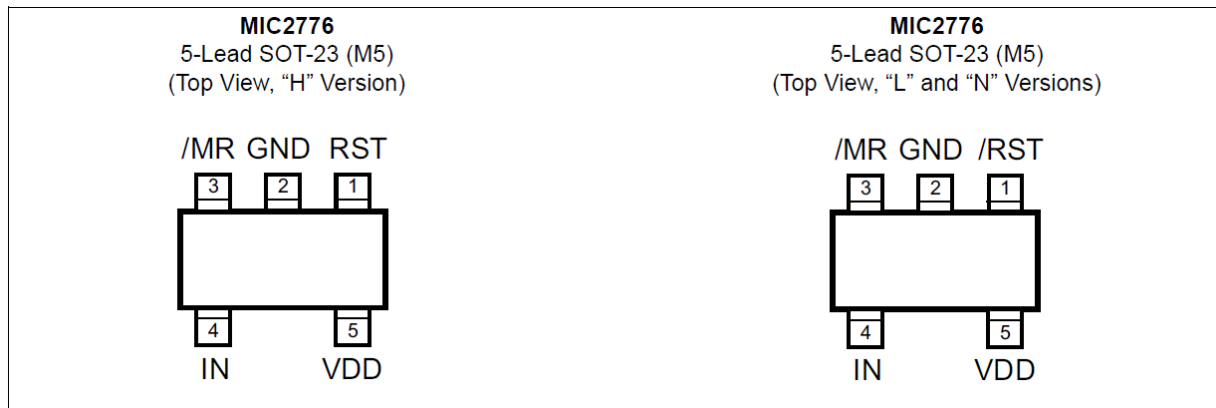 MIC2776
5-Lead SOT-23 (M5)
(Top View, “H” Version)
/MR GND RST
3 2 1
4 5
IN VDD
MIC2776
5-Lead SOT-23 (M5)
(Top View, “L” and “N” Versions)
/MR GND /RST
3 2 1
4 5
IN VDD